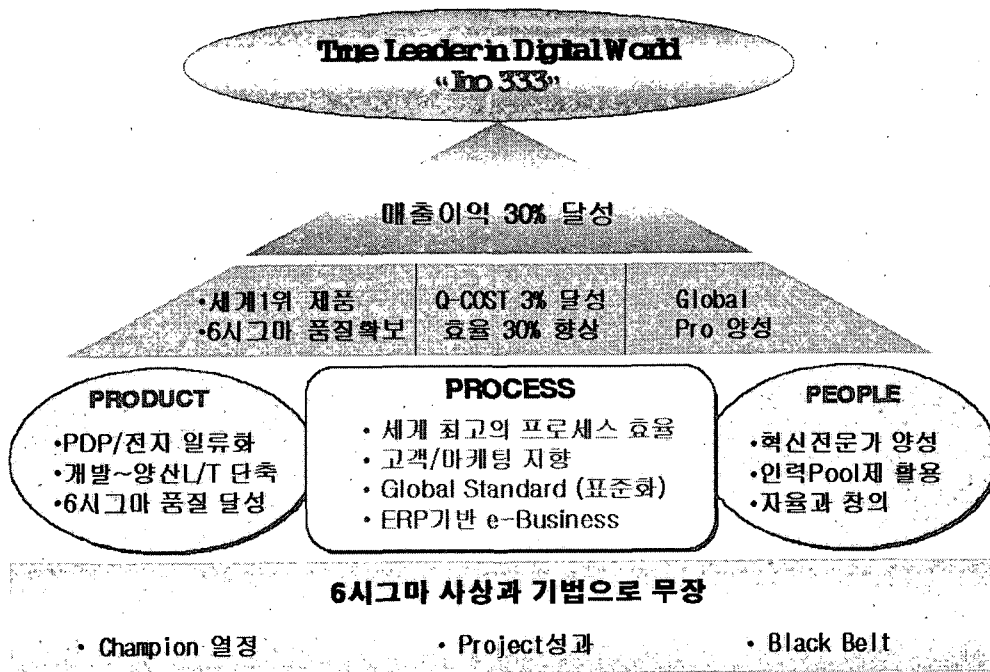 True Leader in Digital World
"Inno 333"
매출이익 30% 달성
•세계1위 제품
•6시그마 품질확보
Q-COST 3% 달성
효율 30% 향상
Global
Pro 양성
PRODUCT
•PDP/전지 일류화
•개발~양산L/T 단축
•6시그마 품질 달성
PROCESS
• 세계 최고의 프로세스 효율
• 고객/마케팅 지향
• Global Standard (표준화)
• ERP기반 e-Business
PEOPLE
•혁신전문가 양성
•인력Pool제 활용
•자율과 창의
6시그마 사상과 기법으로 무장
• Champion 열정
• Project성과
• Black Belt